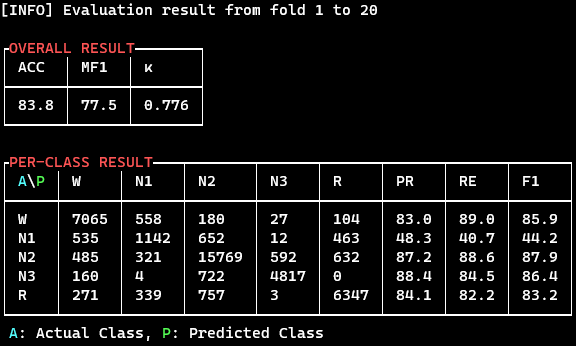 [INFO] Evaluation result from fold 1 to 20
OVERALL RESULT
ACC MF1 κ
83.8 77.5 0.776
PER-CLASS RESULT
A\P W N1 N2 N3 R PR RE F1
W 7065 558 180 27 104 83.0 89.0 85.9
N1 535 1142 652 12 463 48.3 40.7 44.2
N2 485 321 15769 592 632 87.2 88.6 87.9
N3 160 4 722 4817 0 88.4 84.5 86.4
R 271 339 757 3 6347 84.1 82.2 83.2
A: Actual Class, P: Predicted Class